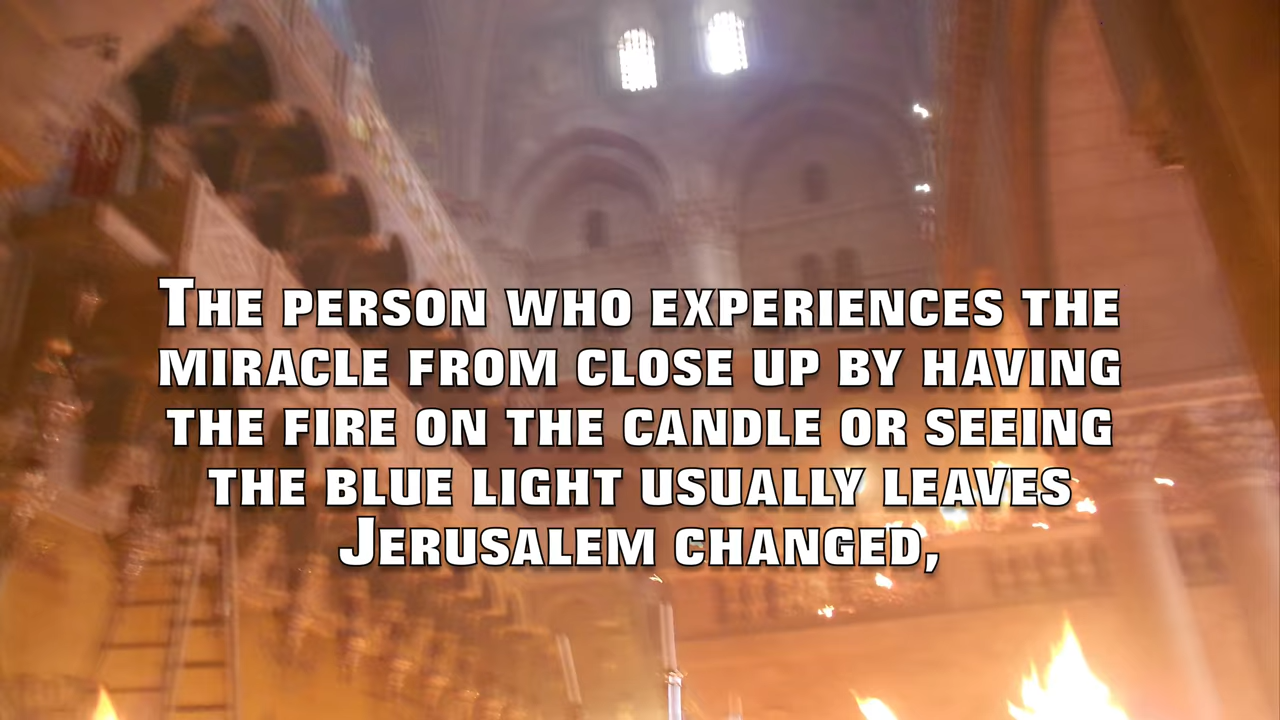 The person who experiences the
miracle from close up by having
the fire on the candle or seeing
the blue light usually leaves
Jerusalem changed,